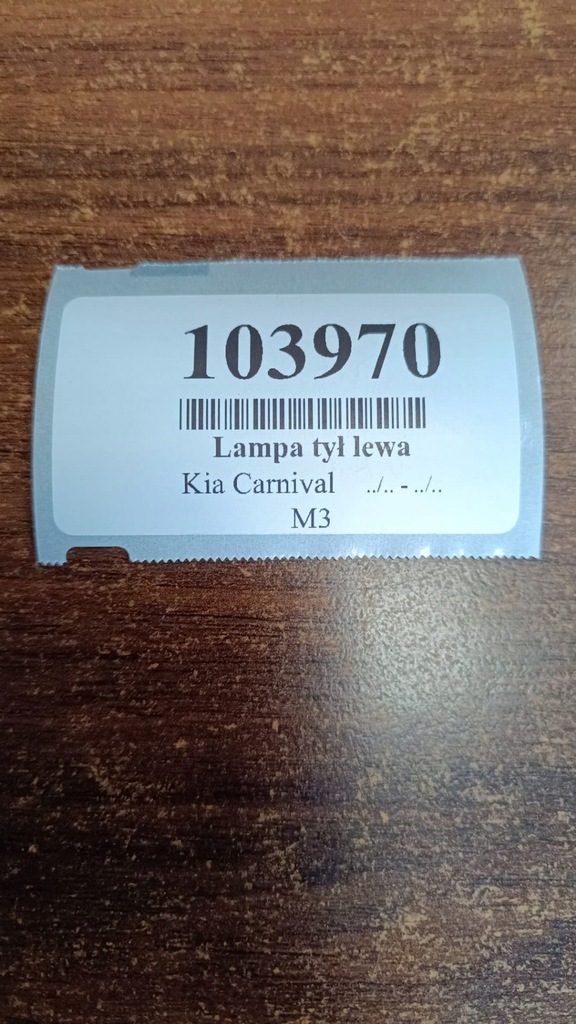 103970
Lampa tył lewa
Kia Carnival ../.. - ../..
M3